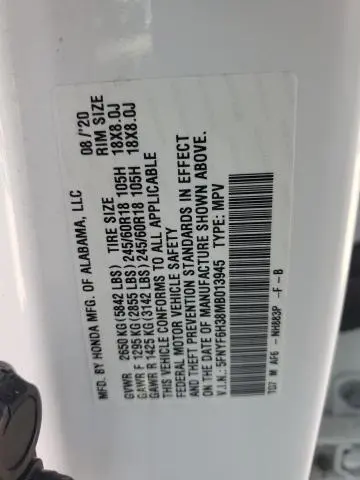 MFD. BY HONDA MFG. OF ALABAMA, LLC 08/'20
TIRE SIZE RIM SIZE
GVWR 2650 KG(5842 LBS)
GAWR F 1295 KG(2855 LBS)245/60R18 105H 18X8.0J
GAWR R 1425 KG(3142 LBS)245/60R18 105H 18X8.0J
THIS VEHICLE CONFORMS TO ALL APPLICABLE
FEDERAL MOTOR VEHICLE SAFETY
AND THEFT PREVENTION STANDARDS IN EFFECT
ON THE DATE OF MANUFACTURE SHOWN ABOVE.
V.I.N.: 5FNYF6H38MB013945 TYPE: MPV
TG7 M AF6 -NH883P -F -B